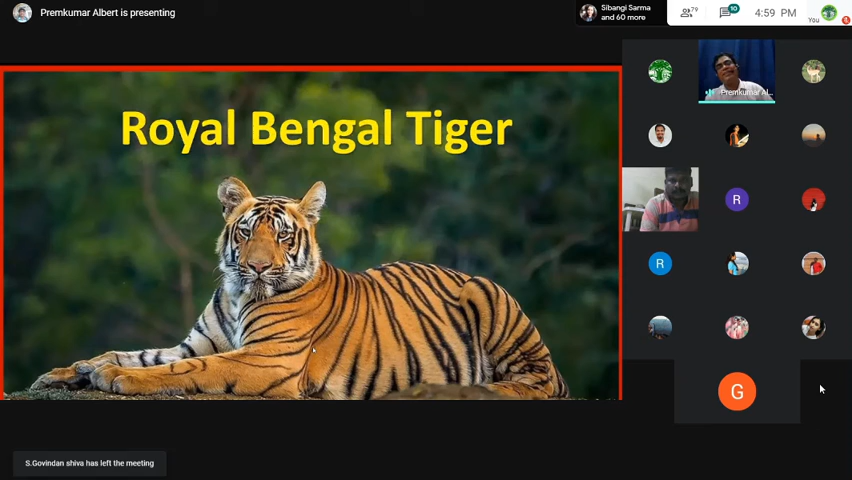 Premkumar Albert is presenting
Sibangi Sarma
and 60 more
79
10
4:59 PM
You
Royal Bengal Tiger
Premkumar Al...
R
R
G
S.Govindan shiva has left the meeting